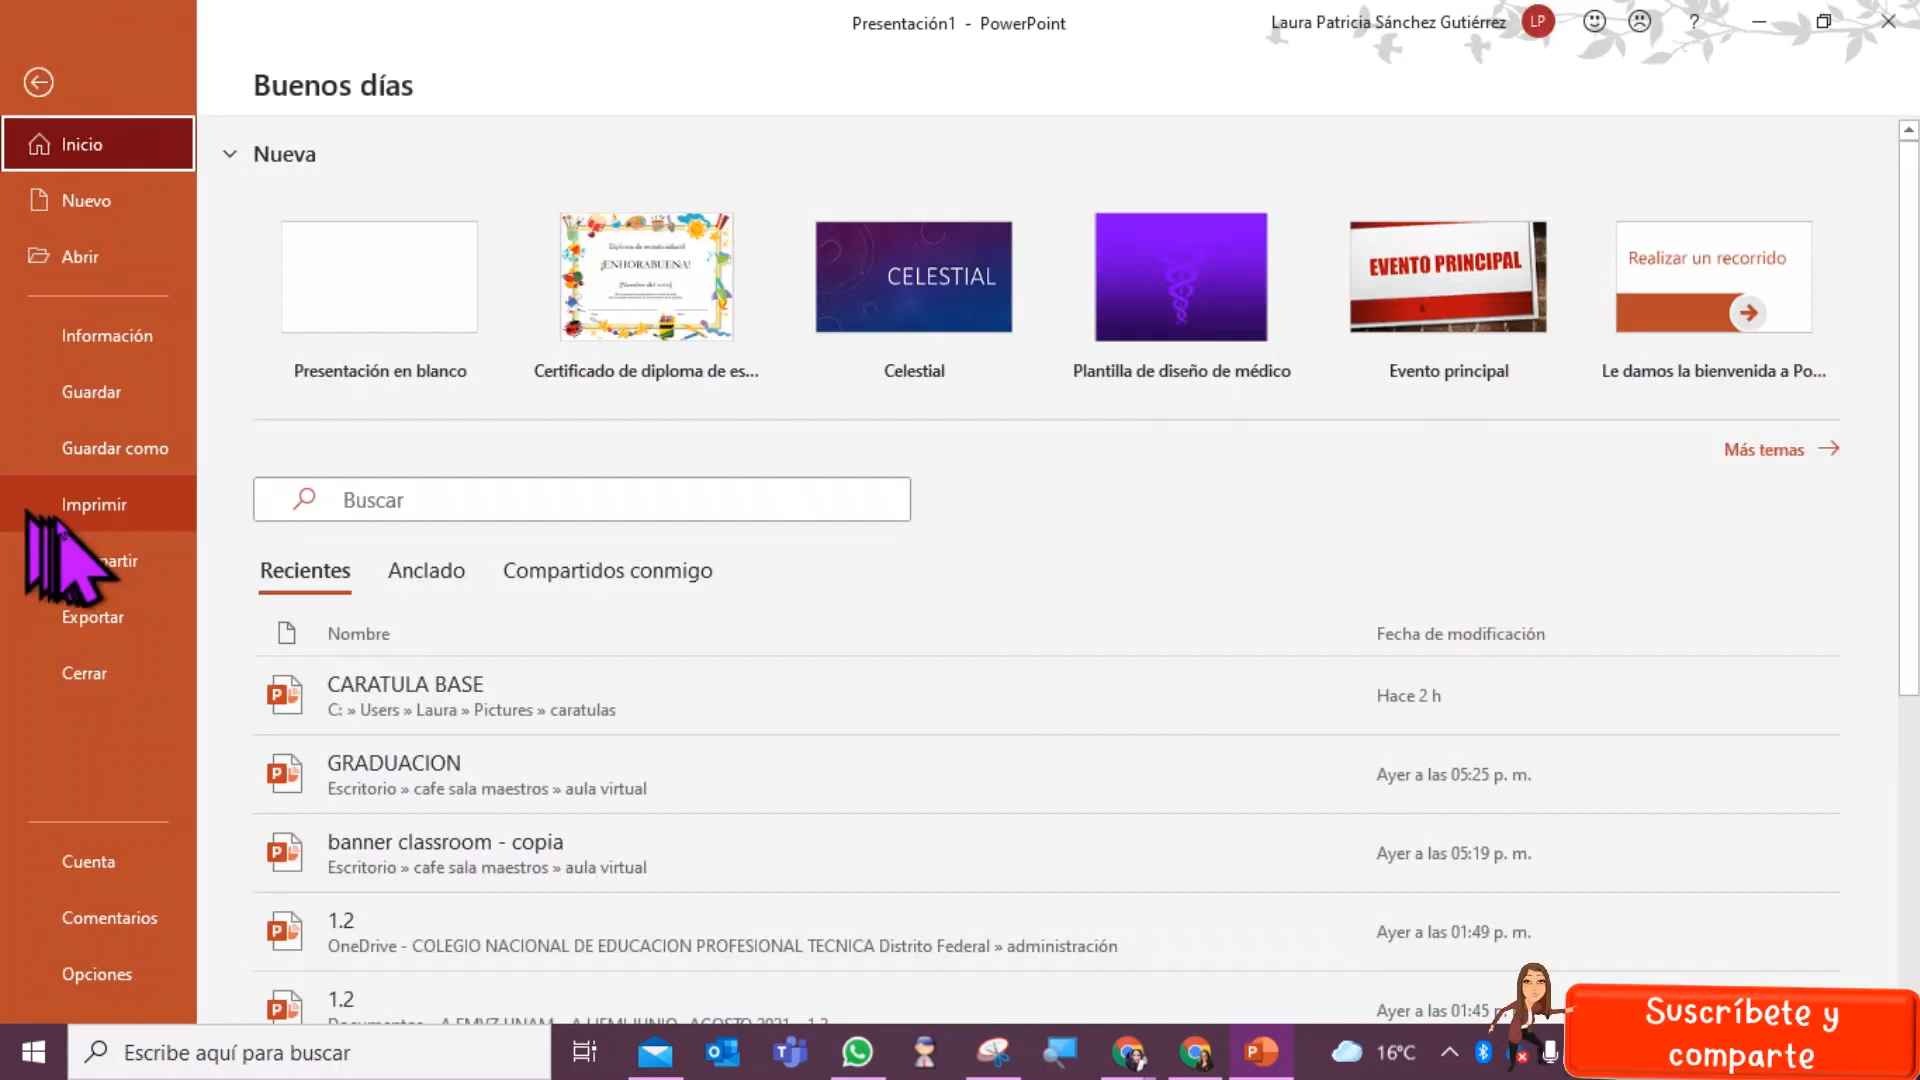 Presentación1 - PowerPoint
Laura Patricia Sánchez Gutiérrez
LP
?
Buenos días
Inicio
Nuevo
Abrir
Información
Guardar
Guardar como
Imprimir
partir
Exportar
Cerrar
Cuenta
Comentarios
Opciones
Nueva
¡ENHORABUENA!
CELESTIAL
EVENTO PRINCIPAL
Realizar un recorrido
Presentación en blanco
Certificado de diploma de es...
Celestial
Plantilla de diseño de médico
Evento principal
Le damos la bienvenida a Po...
Más temas
Buscar
Recientes
Anclado
Compartidos conmigo
Nombre
Fecha de modificación
CARATULA BASE
C: » Users » Laura » Pictures » caratulas
Hace 2 h
GRADUACION
Escritorio » cafe sala maestros » aula virtual
Ayer a las 05:25 p. m.
banner classroom - copia
Escritorio » cafe sala maestros » aula virtual
Ayer a las 05:19 p. m.
1.2
OneDrive - COLEGIO NACIONAL DE EDUCACION PROFESIONAL TECNICA Distrito Federal » administración
Ayer a las 01:49 p. m.
1.2
Ayer a las 01:45 p
Escribe aquí para buscar
16°C
Suscríbete y
comparte